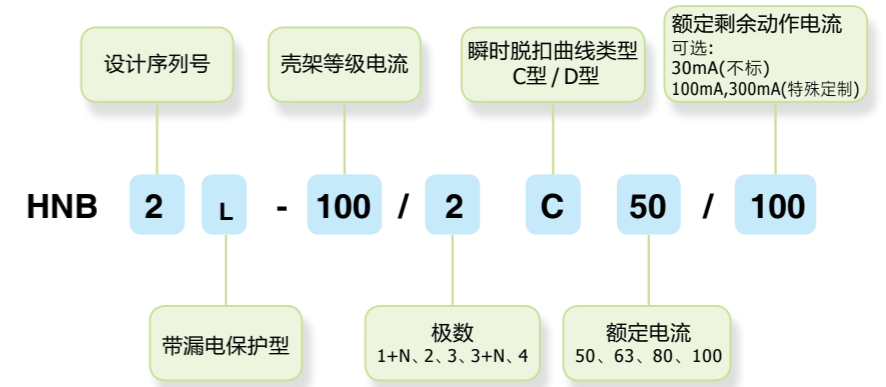 额定剩余动作电流
可选:
30mA(不标)
100mA,300mA(特殊定制)
设计序列号
壳架等级电流
瞬时脱扣曲线类型
C型 / D型
HNB 2 L - 100 / 2 C 50 / 100
带漏电保护型
极数
1+N、2、3、3+N、4
额定电流
50、63、80、100